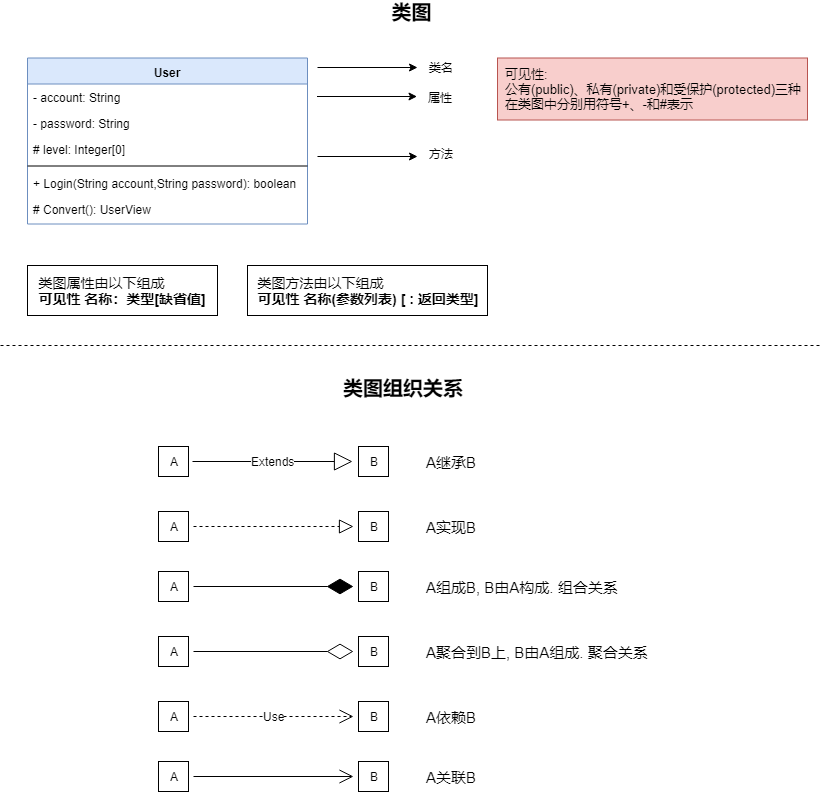 类图
User
- account: String
- password: String
# level: Integer[0]
+ Login(String account,String password): boolean
# Convert(): UserView
类名
属性
方法
可见性:
公有(public)、私有(private)和受保护(protected)三种
在类图中分别用符号+、-和#表示
类图属性由以下组成
可见性 名称：类型[缺省值]
类图方法由以下组成
可见性 名称(参数列表) [ : 返回类型]
类图组织关系
A Extends B A继承B
A B A实现B
A B A组成B, B由A构成. 组合关系
A B A聚合到B上, B由A组成. 聚合关系
A Use B A依赖B
A B A关联B